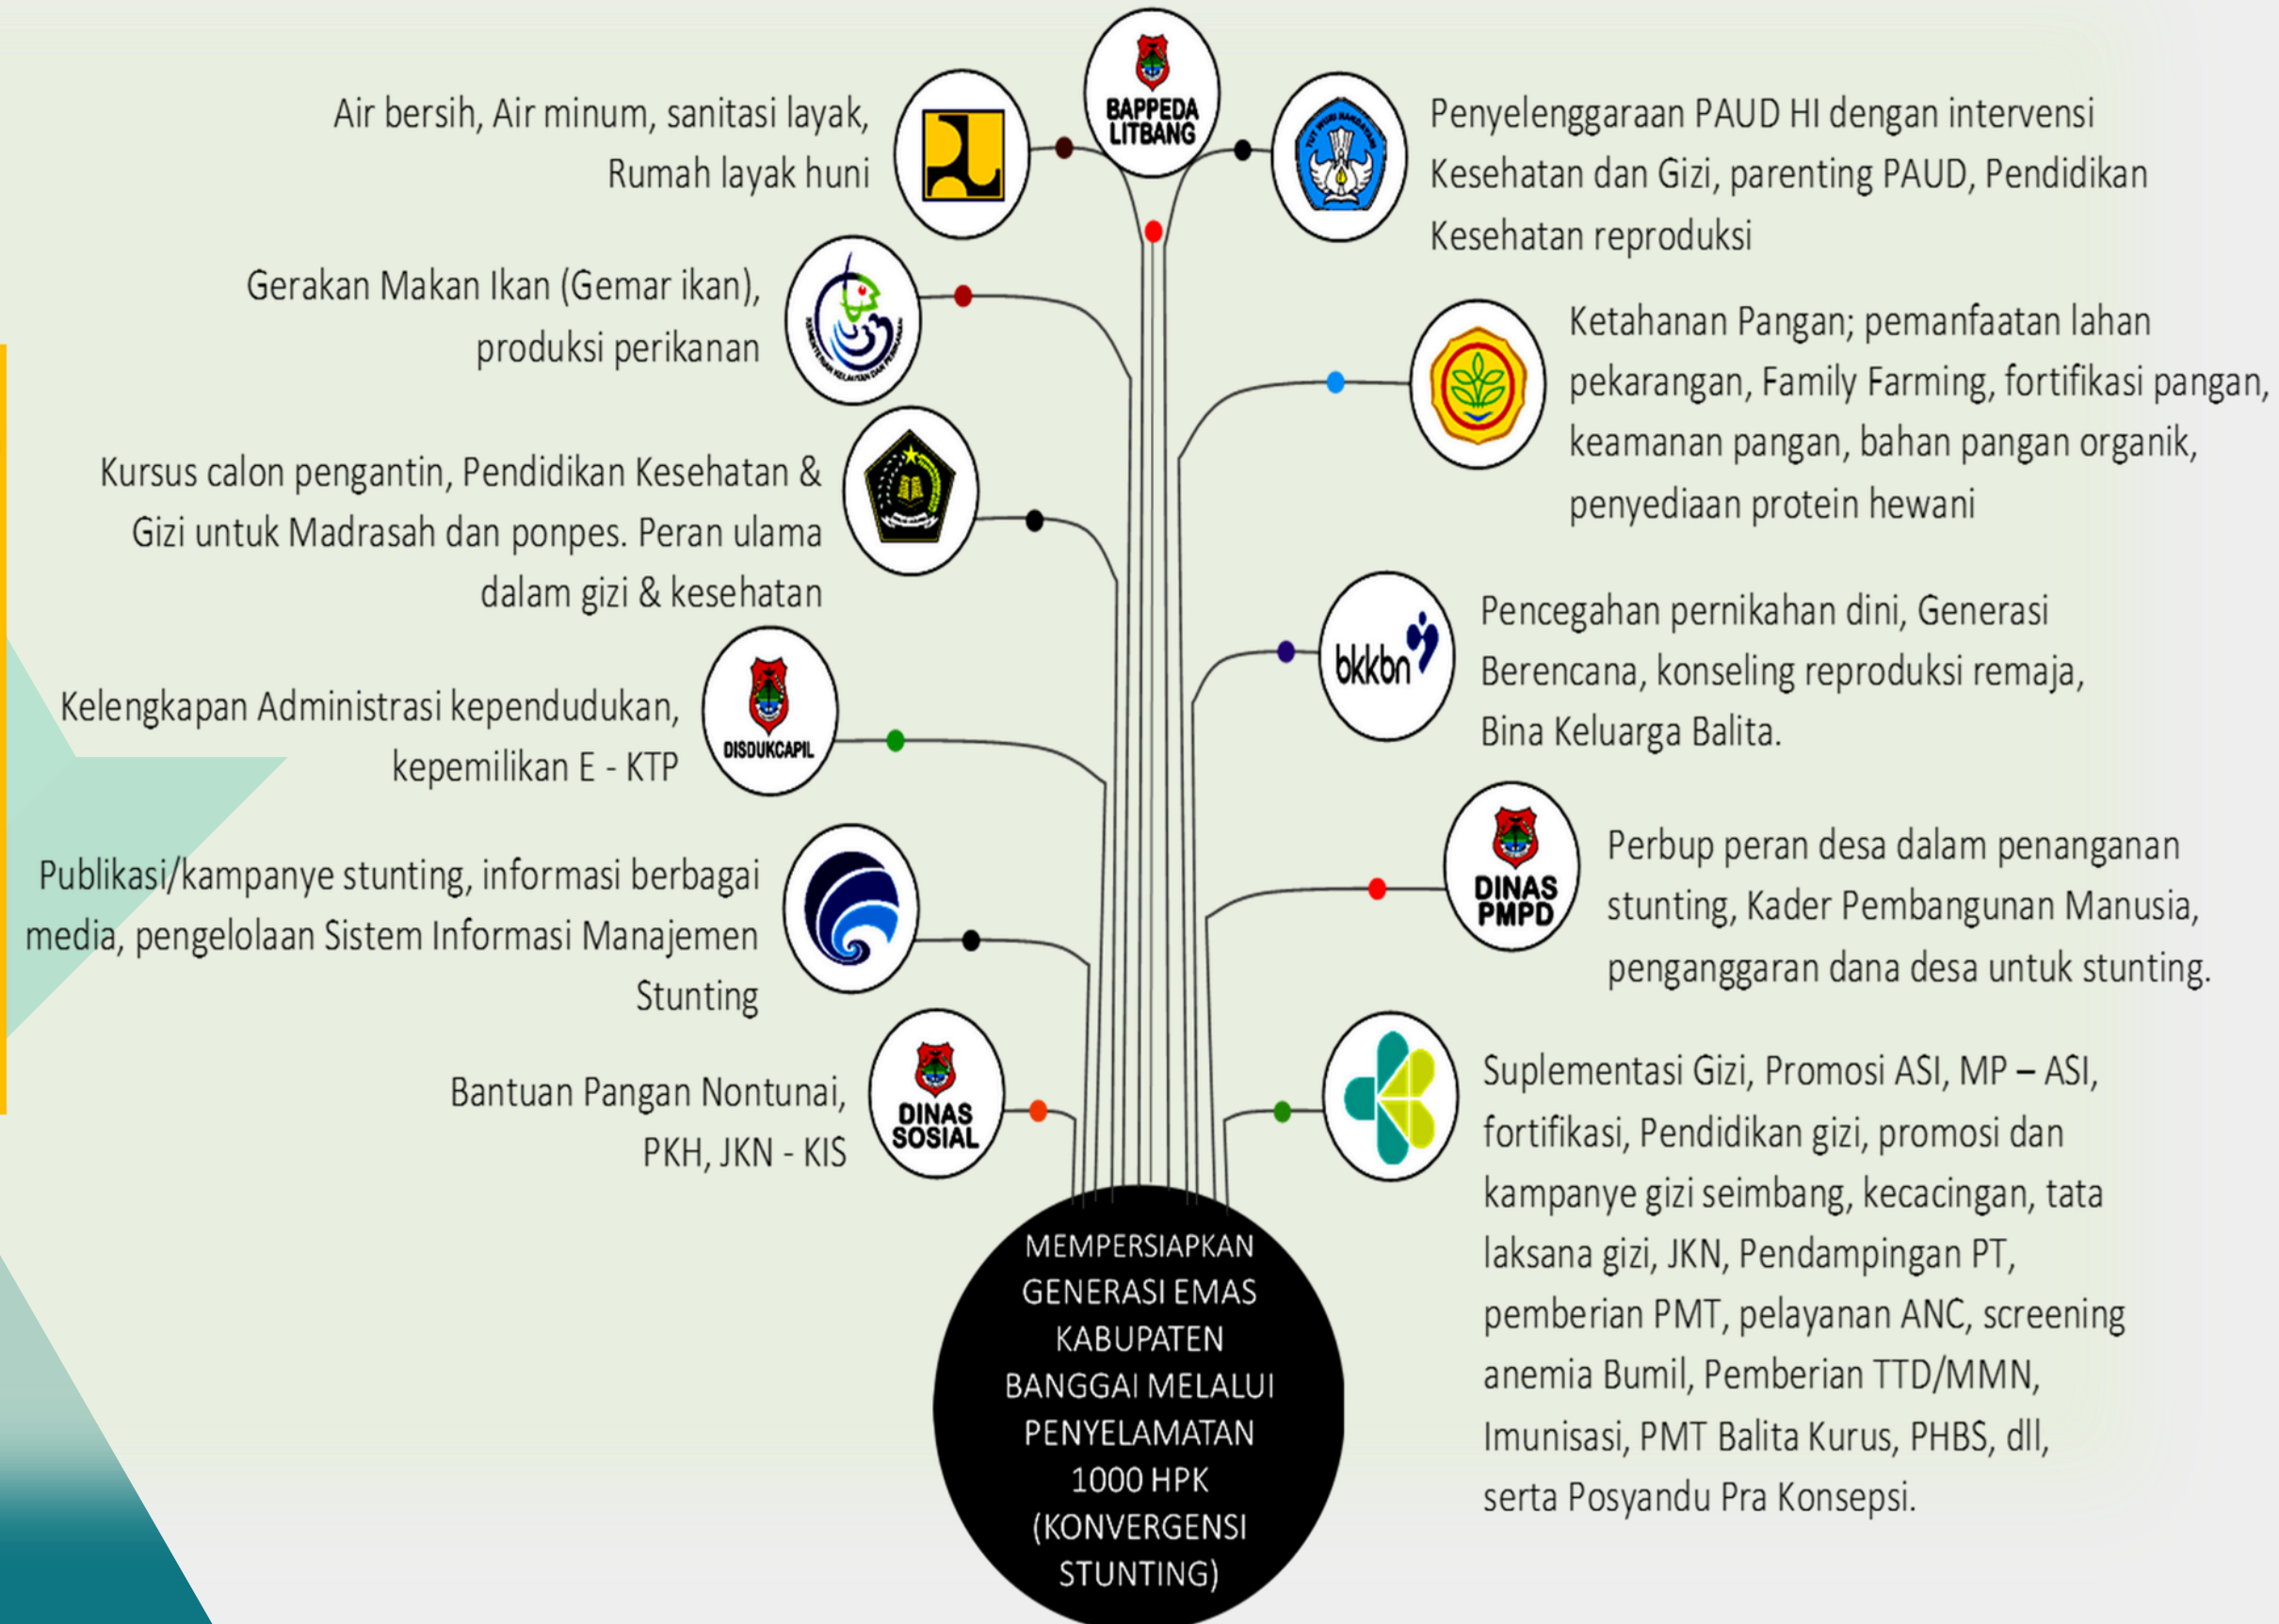 BAPPEDA
LITBANG
Air bersih, Air minum, sanitasi layak,
Rumah layak huni
TUT WURI HANDAYANI
Penyelenggaraan PAUD HI dengan intervensi
Kesehatan dan Gizi, parenting PAUD, Pendidikan
Kesehatan reproduksi
Gerakan Makan Ikan (Gemar ikan),
produksi perikanan
KEMENTERIAN KELAUTAN DAN PERIKANAN
Ketahanan Pangan; pemanfaatan lahan
pekarangan, Family Farming, fortifikasi pangan,
keamanan pangan, bahan pangan organik,
penyediaan protein hewani
Kursus calon pengantin, Pendidikan Kesehatan &
Gizi untuk Madrasah dan ponpes. Peran ulama
dalam gizi & kesehatan
bkkbn
Pencegahan pernikahan dini, Generasi
Berencana, konseling reproduksi remaja,
Bina Keluarga Balita.
Kelengkapan Administrasi kependudukan,
kepemilikan E - KTP
DISDUKCAPIL
DINAS
PMPD
Perbup peran desa dalam penanganan
stunting, Kader Pembangunan Manusia,
penganggaran dana desa untuk stunting.
Publikasi/kampanye stunting, informasi berbagai
media, pengelolaan Sistem Informasi Manajemen
Stunting
Bantuan Pangan Nontunai,
PKH, JKN - KIS
DINAS
SOSIAL
Suplementasi Gizi, Promosi ASI, MP – ASI,
fortifikasi, Pendidikan gizi, promosi dan
kampanye gizi seimbang, kecacingan, tata
laksana gizi, JKN, Pendampingan PT,
pemberian PMT, pelayanan ANC, screening
anemia Bumil, Pemberian TTD/MMN,
Imunisasi, PMT Balita Kurus, PHBS, dll,
serta Posyandu Pra Konsepsi.
MEMPERSIAPKAN
GENERASI EMAS
KABUPATEN
BANGGAI MELALUI
PENYELAMATAN
1000 HPK
(KONVERGENSI
STUNTING)